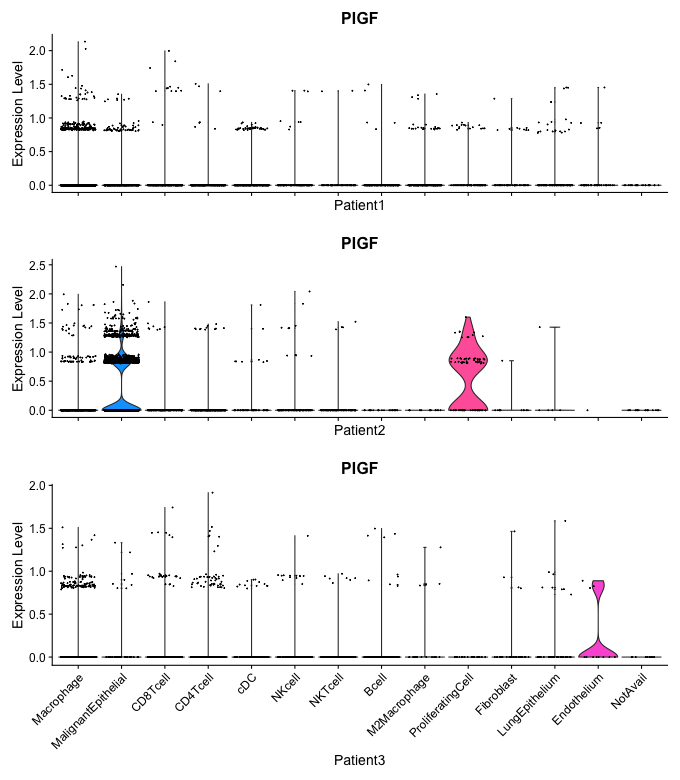 PIGF
Expression Level
2.0
1.5
1.0
0.5
0.0
Patient1
PIGF
Expression Level
2.5
2.0
1.5
1.0
0.5
0.0
Patient2
PIGF
Expression Level
2.0
1.5
1.0
0.5
0.0
Macrophage
MalignantEpithelial
CD8Tcell
CD4Tcell
cDC
NKcell
NKTcell
Bcell
M2Macrophage
ProliferatingCell
Fibroblast
LungEpithelium
Endothelium
NotAvail
Patient3